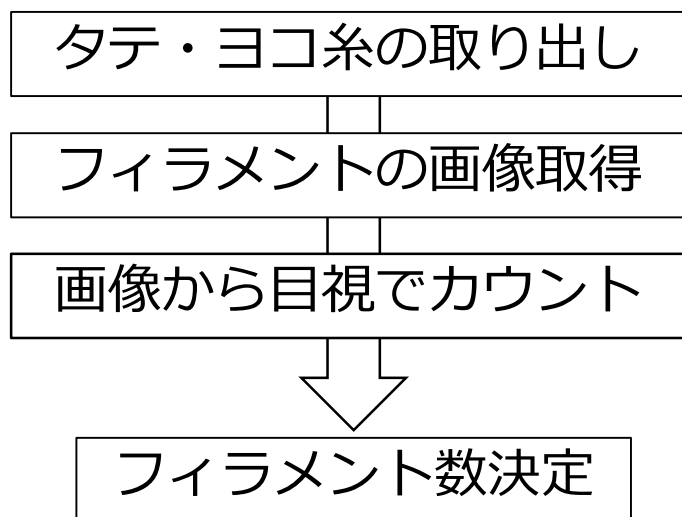 タテ・ヨコ糸の取り出し
フィラメントの画像取得
画像から目視でカウント
フィラメント数決定